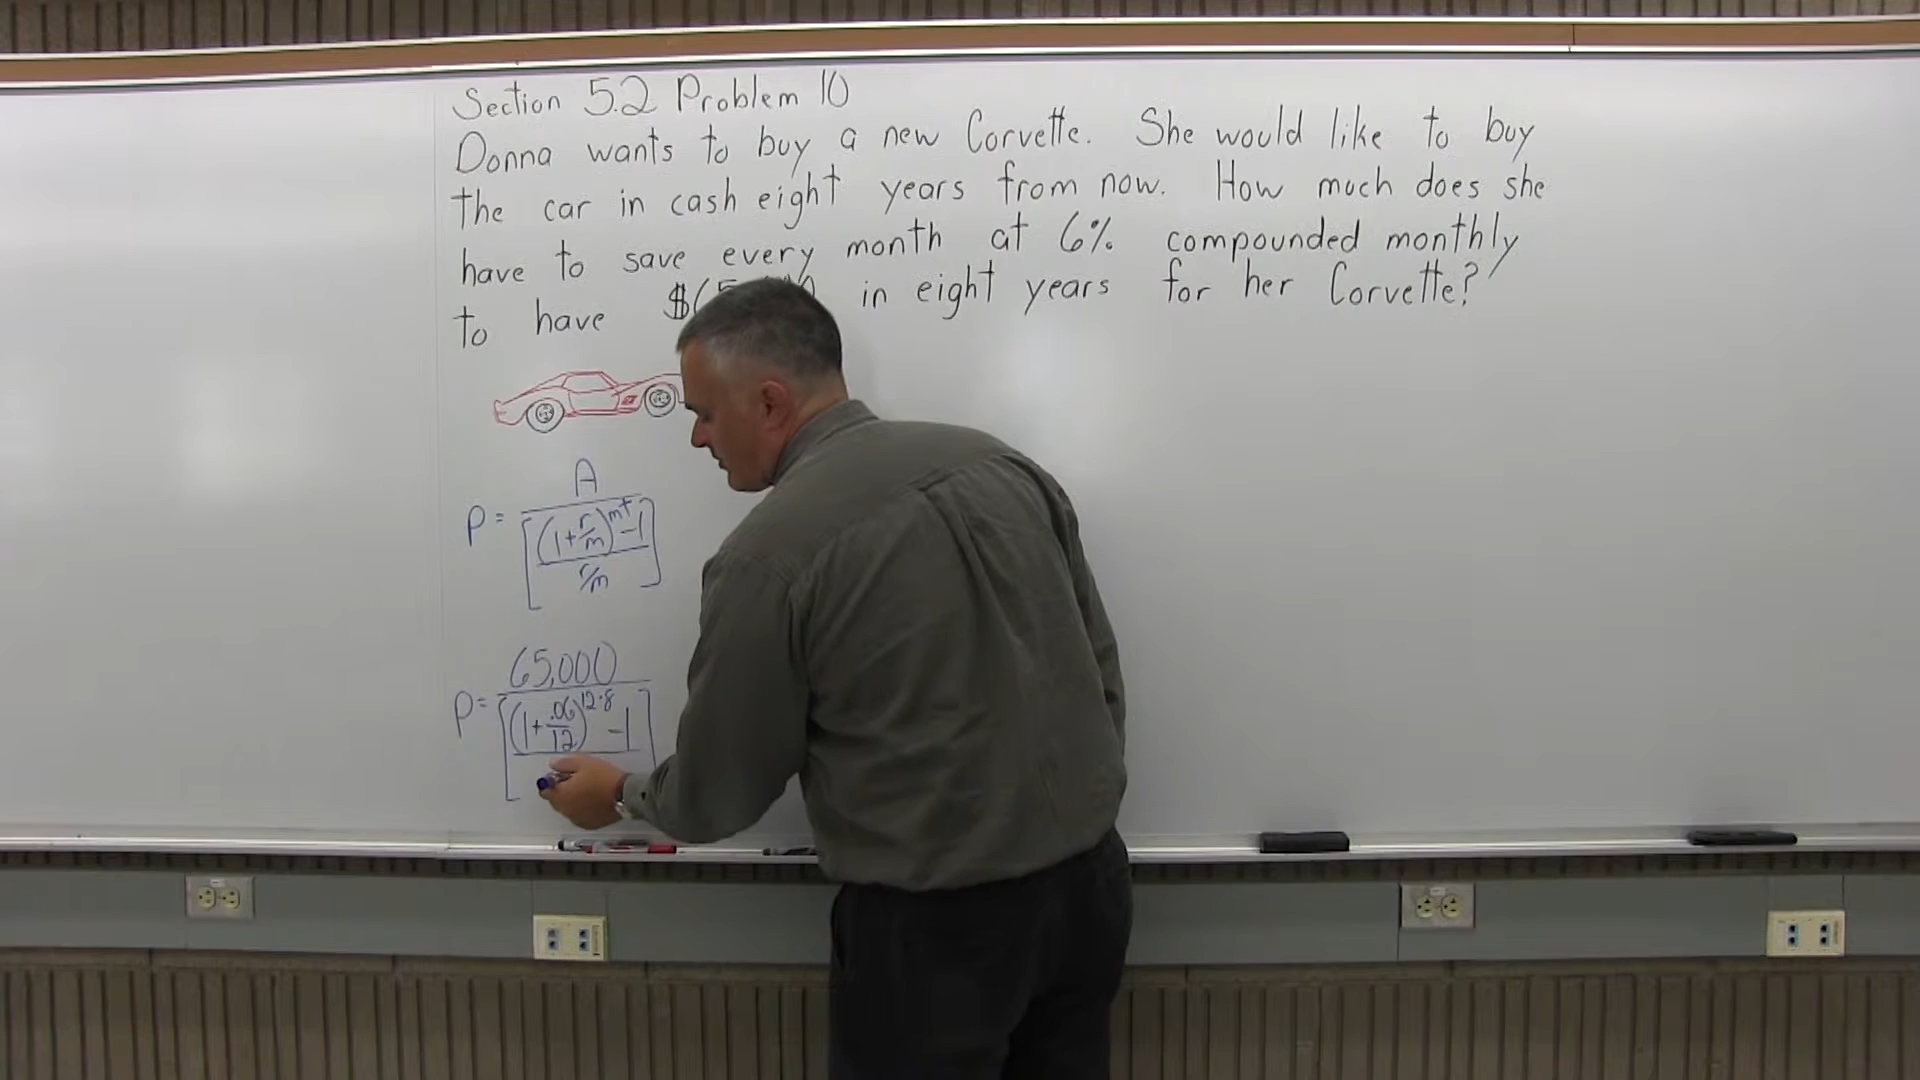 Section 5.2 Problem 10
Donna wants to buy a new Corvette. She would like to buy
the car in cash eight years from now. How much does she
have to save every month at 6% compounded monthly
to have in eight years for her Corvette?
P = A / [((1 + r/m)^mt - 1) / r/m]
P = 65,000 / [((1 + .06/12)^12·8 - 1) /